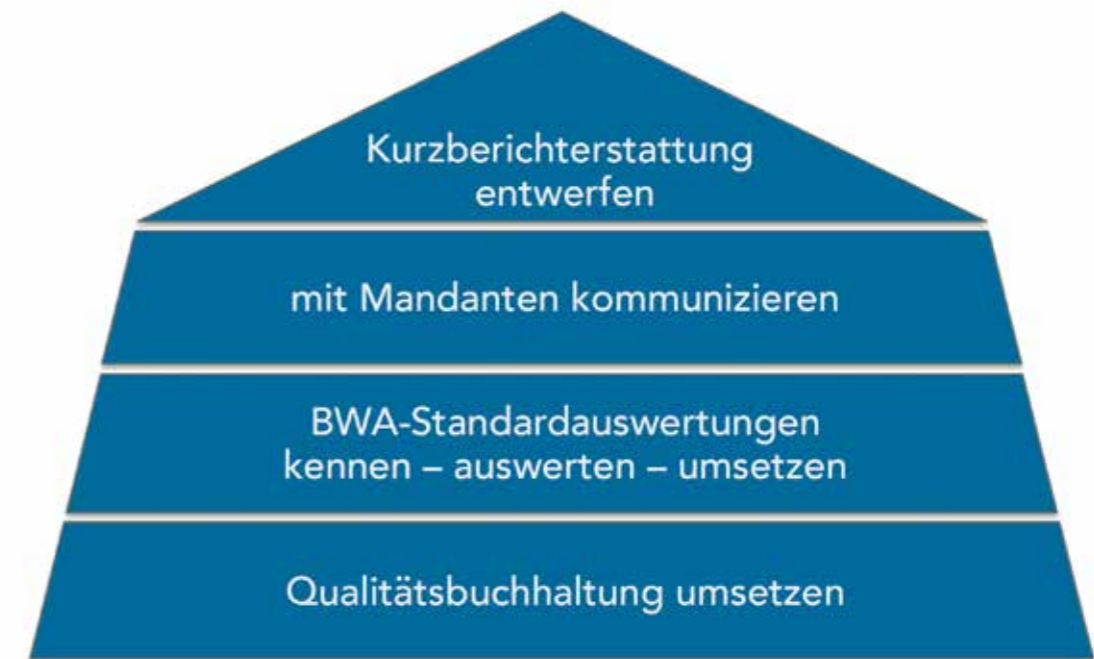 Kurzberichterstattung
entwerfen
mit Mandanten kommunizieren
BWA-Standardauswertungen
kennen – auswerten – umsetzen
Qualitätsbuchhaltung umsetzen